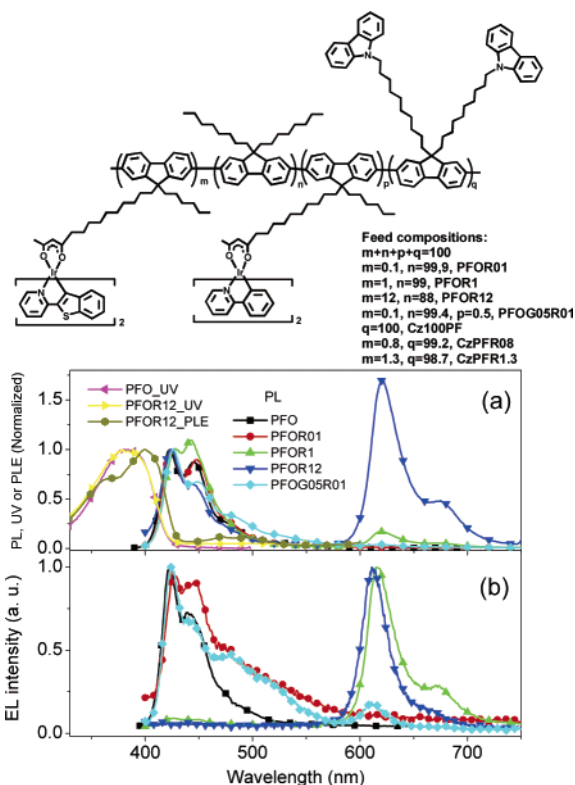 N
N
m
n
p
q
O
O
Ir
N
S
2
O
O
Ir
N
2
Feed compositions:
m+n+p+q=100
m=0.1, n=99,9, PFOR01
m=1, n=99, PFOR1
m=12, n=88, PFOR12
m=0.1, n=99.4, p=0.5, PFOG05R01
q=100, Cz100PF
m=0.8, q=99.2, CzPFR08
m=1.3, q=98.7, CzPFR1.3
PL, UV or PLE (Normalized)
1.5
1.0
0.5
0.0
PFO_UV
PFOR12_UV
PFOR12_PLE
PL
PFO
PFOR01
PFOR1
PFOR12
PFOG05R01
(a)
EL intensity (a. u.)
1.0
0.5
0.0
(b)
400 500 600 700
Wavelength (nm)